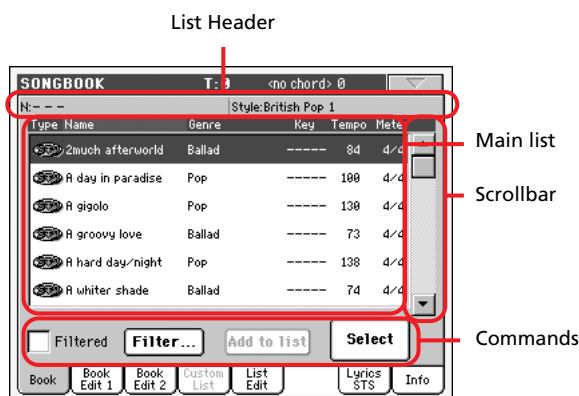 List Header
SONGBOOK T:0 <no chord> 0
N:--- Style:British Pop 1
Type Name Genre Key Tempo Meter
2much afterworld Ballad ----- 84 4/4
A day in paradise Pop ----- 100 4/4
A gigolo Pop ----- 130 4/4
A groovy love Ballad ----- 73 4/4
A hard day/night Pop ----- 138 4/4
A whiter shade Ballad ----- 74 4/4
Main list
Scrollbar
Filtered Filter... Add to list Select
Commands
Book Book Edit 1 Book Edit 2 Custom List List Edit Lyrics STS Info